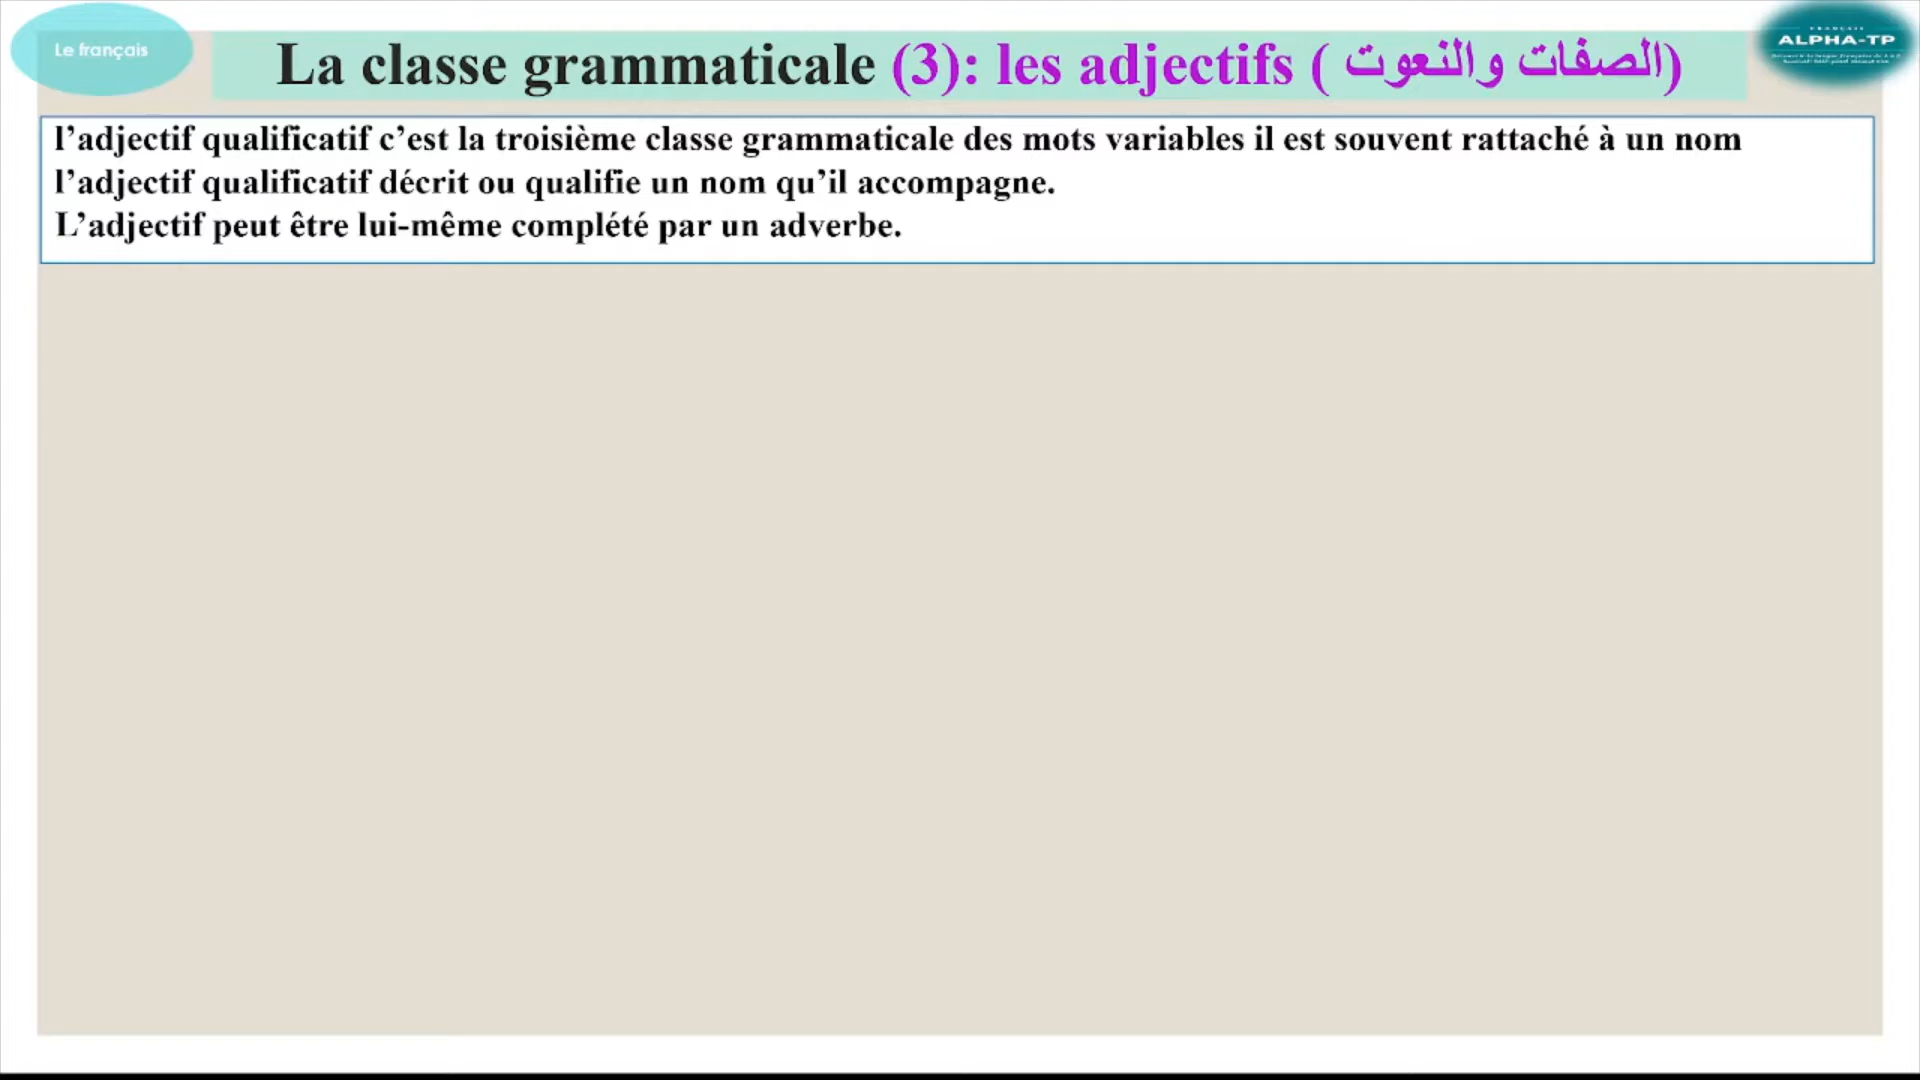 Le français
La classe grammaticale (3): les adjectifs ( الصفات والنعوت)
ALPHA-TP
l’adjectif qualificatif c’est la troisième classe grammaticale des mots variables il est souvent rattaché à un nom
l’adjectif qualificatif décrit ou qualifie un nom qu’il accompagne.
L’adjectif peut être lui-même complété par un adverbe.